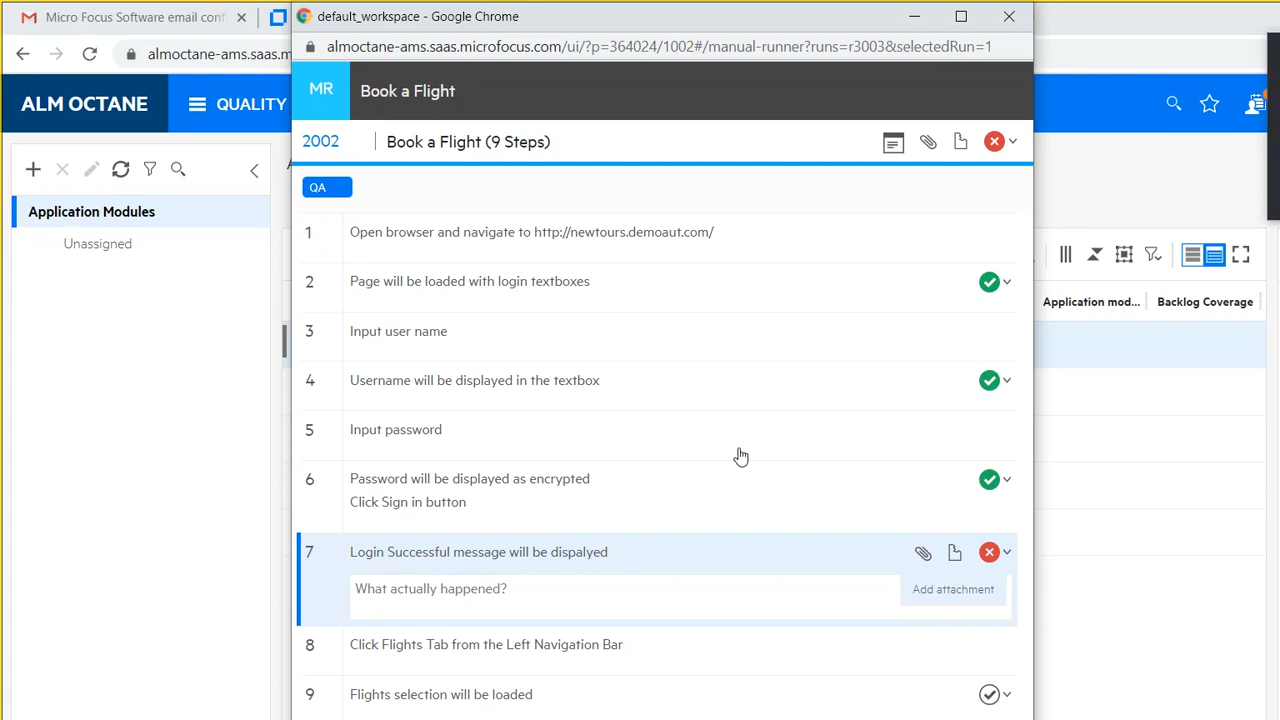 Micro Focus Software email conf
default_workspace - Google Chrome
almoctane-ams.saas.m
almoctane-ams.saas.microfocus.com/ui/?p=364024/1002#/manual-runner?runs=r3003&selectedRun=1
ALM OCTANE
QUALITY
MR
Book a Flight
2002
Book a Flight (9 Steps)
QA
Application Modules
Unassigned
1
Open browser and navigate to http://newtours.demoaut.com/
2
Page will be loaded with login textboxes
3
Input user name
4
Username will be displayed in the textbox
5
Input password
6
Password will be displayed as encrypted
Click Sign in button
7
Login Successful message will be dispalyed
What actually happened?
Add attachment
8
Click Flights Tab from the Left Navigation Bar
9
Flights selection will be loaded
Application mod...
Backlog Coverage